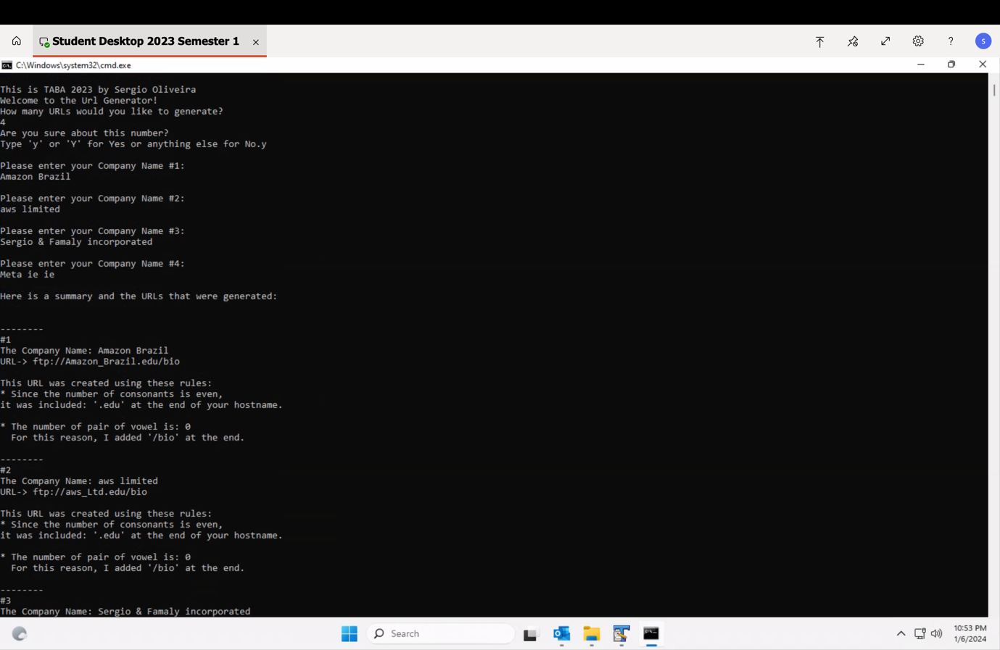 Student Desktop 2023 Semester 1
S
C:\Windows\system32\cmd.exe
This is TABA 2023 by Sergio Oliveira
Welcome to the Url Generator!
How many URLs would you like to generate?
4
Are you sure about this number?
Type 'y' or 'Y' for Yes or anything else for No.y
Please enter your Company Name #1:
Amazon Brazil
Please enter your Company Name #2:
aws limited
Please enter your Company Name #3:
Sergio & Famaly incorporated
Please enter your Company Name #4:
Meta ie ie
Here is a summary and the URLs that were generated:
--------
#1
The Company Name: Amazon Brazil
URL-> ftp://Amazon_Brazil.edu/bio
This URL was created using these rules:
* Since the number of consonants is even,
it was included: '.edu' at the end of your hostname.
* The number of pair of vowel is: 0
For this reason, I added '/bio' at the end.
--------
#2
The Company Name: aws limited
URL-> ftp://aws_Ltd.edu/bio
This URL was created using these rules:
* Since the number of consonants is even,
it was included: '.edu' at the end of your hostname.
* The number of pair of vowel is: 0
For this reason, I added '/bio' at the end.
--------
#3
The Company Name: Sergio & Famaly incorporated
Search
10:53 PM
1/6/2024